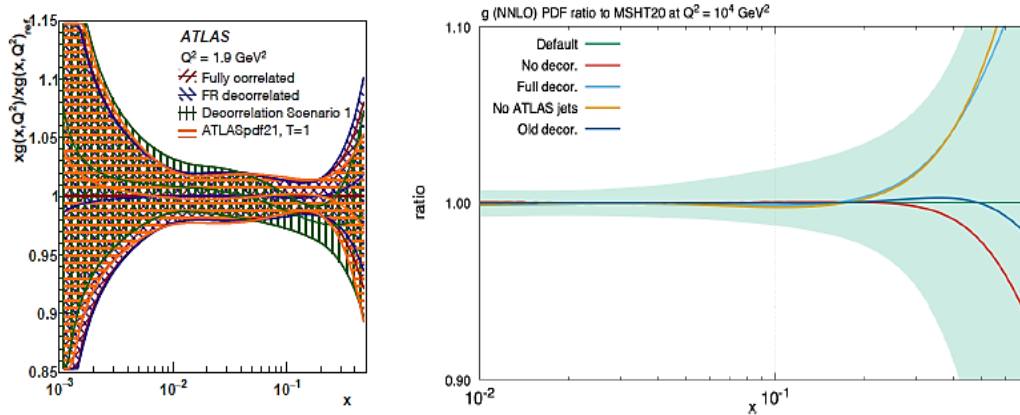 xg(x,Q²)/xg(x,Q²)ref
1.15
1.1
1.05
1
0.95
0.9
0.85
ATLAS
Q² = 1.9 GeV²
Fully correlated
FR decorrelated
Decorrelation Scenario 1
ATLASpdf21, T=1
10⁻³
10⁻²
10⁻¹
x
g (NNLO) PDF ratio to MSHT20 at Q² = 10⁴ GeV²
ratio
1.10
1.00
0.90
Default
No decor.
Full decor.
No ATLAS jets
Old decor.
10⁻²
10⁻¹
x